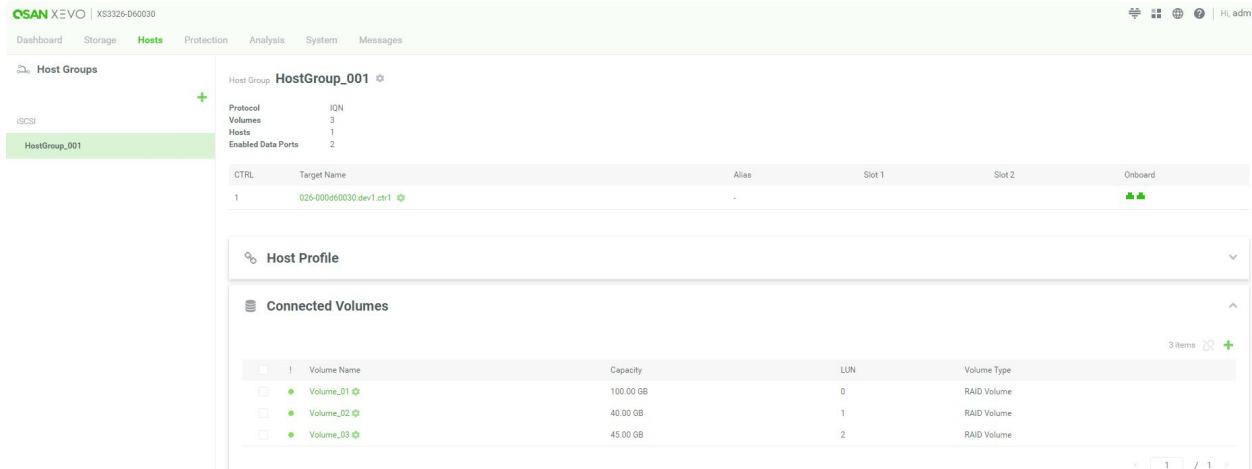 QSAN XEVO | XS3326-D60030
Hi, adm
Dashboard Storage Hosts Protection Analysis System Messages
Host Groups
Host Group HostGroup_001
+
Protocol IQN
iSCSI
Volumes 3
Hosts 1
HostGroup_001
Enabled Data Ports 2
CTRL Target Name Alias Slot 1 Slot 2 Onboard
1 026-000d60030:dev1.ctr1 -
Host Profile
Connected Volumes
3 items +
! Volume Name Capacity LUN Volume Type
Volume_01 100.00 GB 0 RAID Volume
Volume_02 40.00 GB 1 RAID Volume
Volume_03 45.00 GB 2 RAID Volume
< 1 / 1 >